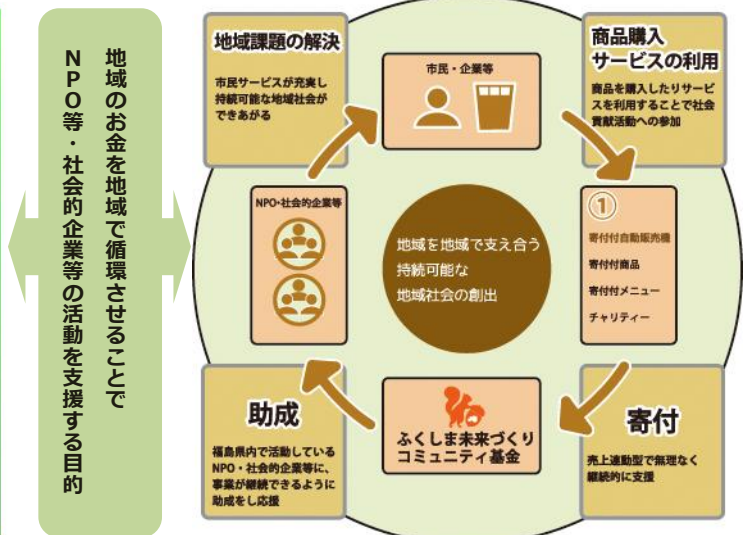 地域のお金を地域で循環させることで
NPO等・社会的企業等の活動を支援する目的
地域課題の解決
市民サービスが充実し
持続可能な地域社会が
できあがる
市民・企業等
商品購入
サービスの利用
商品を購入したりサービ
スを利用することで社会
貢献活動への参加
NPO・社会的企業等
地域を地域で支え合う
持続可能な
地域社会の創出
①
寄付付自動販売機
寄付付商品
寄付付メニュー
チャリティー
助成
福島県内で活動している
NPO・社会的企業等に、
事業が継続できるように
助成をし応援
ふくしま未来づくり
コミュニティ基金
寄付
売上連動型で無理なく
継続的に支援